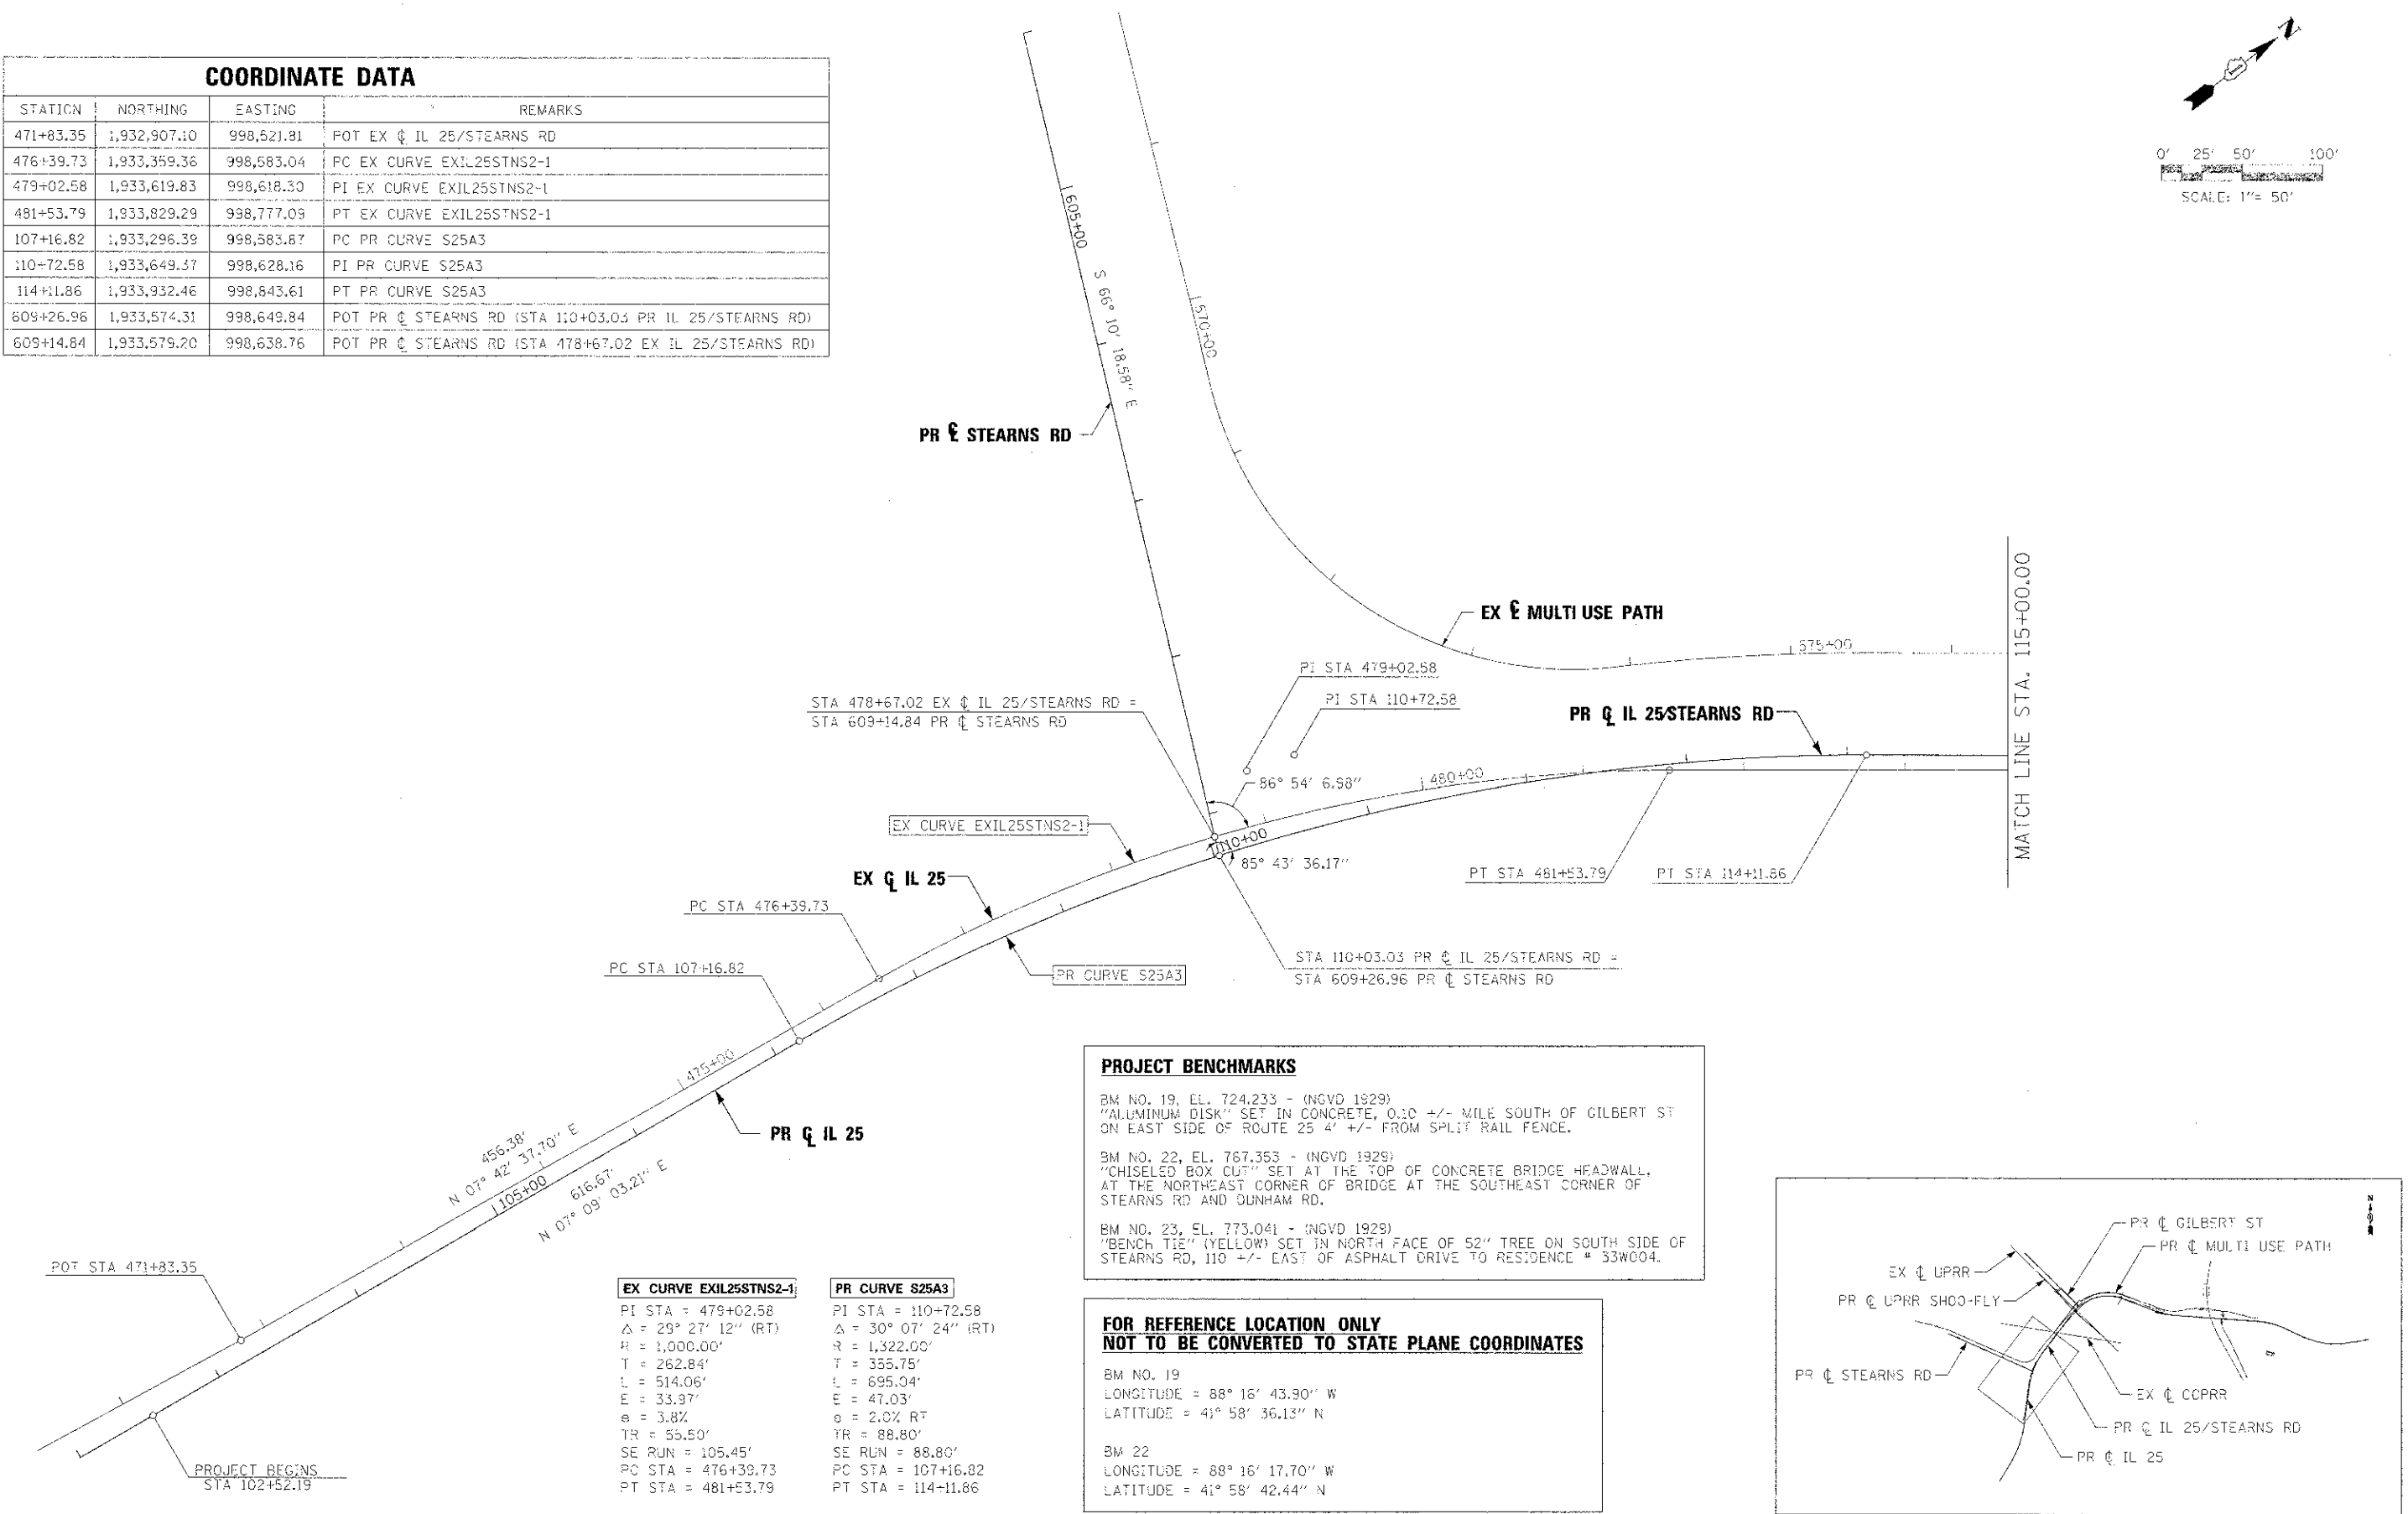 COORDINATE DATA
STATION NORTHING EASTING REMARKS
471+83.35 1,932,907.10 998,521.81 POT EX ℄ IL 25/STEARNS RD
476+39.73 1,933,359.36 998,583.04 PC EX CURVE EXIL25STNS2-1
479+02.58 1,933,619.83 998,618.30 PI EX CURVE EXIL25STNS2-1
481+53.79 1,933,829.29 998,777.09 PT EX CURVE EXIL25STNS2-1
107+16.82 1,933,296.39 998,583.87 PC PR CURVE S25A3
110+72.58 1,933,649.37 998,628.16 PI PR CURVE S25A3
114+11.86 1,933,932.46 998,843.61 PT PR CURVE S25A3
609+26.96 1,933,574.31 998,649.84 POT PR ℄ STEARNS RD (STA 110+03.03 PR IL 25/STEARNS RD)
609+14.84 1,933,579.20 998,638.76 POT PR ℄ STEARNS RD (STA 478+67.02 EX IL 25/STEARNS RD)
N
0' 25' 50' 100'
SCALE: 1"= 50'
605+00
S 66° 10' 18.58" E
570+00
PR ℄ STEARNS RD
EX ℄ MULTI USE PATH
575+00
MATCH LINE STA. 115+00.00
PI STA 479+02.58
PI STA 110+72.58
STA 478+67.02 EX ℄ IL 25/STEARNS RD =
STA 609+14.84 PR ℄ STEARNS RD
PR ℄ IL 25/STEARNS RD
86° 54' 6.98"
480+00
EX CURVE EXIL25STNS2-1
110+00
85° 43' 36.17"
EX ℄ IL 25
PT STA 481+53.79
PT STA 114+11.86
PC STA 476+39.73
PC STA 107+16.82
PR CURVE S25A3
STA 110+03.03 PR ℄ IL 25/STEARNS RD =
STA 609+26.96 PR ℄ STEARNS RD
475+00
PR ℄ IL 25
456.38'
N 07° 42' 37.70" E
105+00
616.67'
N 07° 09' 03.21" E
POT STA 471+83.35
PROJECT BEGINS
STA 102+52.19
EX CURVE EXIL25STNS2-1
PI STA = 479+02.58
Δ = 29° 27' 12" (RT)
R = 1,000.00'
T = 262.84'
L = 514.06'
E = 33.97'
e = 3.8%
TR = 55.50'
SE RUN = 105.45'
PC STA = 476+39.73
PT STA = 481+53.79
PR CURVE S25A3
PI STA = 110+72.58
Δ = 30° 07' 24" (RT)
R = 1,322.00'
T = 355.75'
L = 695.04'
E = 47.03'
e = 2.0% RT
TR = 88.80'
SE RUN = 88.80'
PC STA = 107+16.82
PT STA = 114+11.86
PROJECT BENCHMARKS
BM NO. 19, EL. 724.233 - (NGVD 1929)
"ALUMINUM DISK" SET IN CONCRETE, 0.10 +/- MILE SOUTH OF GILBERT ST
ON EAST SIDE OF ROUTE 25 4' +/- FROM SPLIT RAIL FENCE.
BM NO. 22, EL. 767.353 - (NGVD 1929)
"CHISELED BOX CUT" SET AT THE TOP OF CONCRETE BRIDGE HEADWALL,
AT THE NORTHEAST CORNER OF BRIDGE AT THE SOUTHEAST CORNER OF
STEARNS RD AND DUNHAM RD.
BM NO. 23, EL. 773.041 - (NGVD 1929)
"BENCH TIE" (YELLOW) SET IN NORTH FACE OF 52" TREE ON SOUTH SIDE OF
STEARNS RD, 110 +/- EAST OF ASPHALT DRIVE TO RESIDENCE # 33W004.
FOR REFERENCE LOCATION ONLY
NOT TO BE CONVERTED TO STATE PLANE COORDINATES
BM NO. 19
LONGITUDE = 88° 16' 43.90" W
LATITUDE = 41° 58' 36.13" N
BM 22
LONGITUDE = 88° 16' 17.70" W
LATITUDE = 41° 58' 42.44" N
N
PR ℄ GILBERT ST
PR ℄ MULTI USE PATH
EX ℄ UPRR
PR ℄ UPRR SHOO-FLY
PR ℄ STEARNS RD
EX ℄ CCPRR
PR ℄ IL 25/STEARNS RD
PR ℄ IL 25